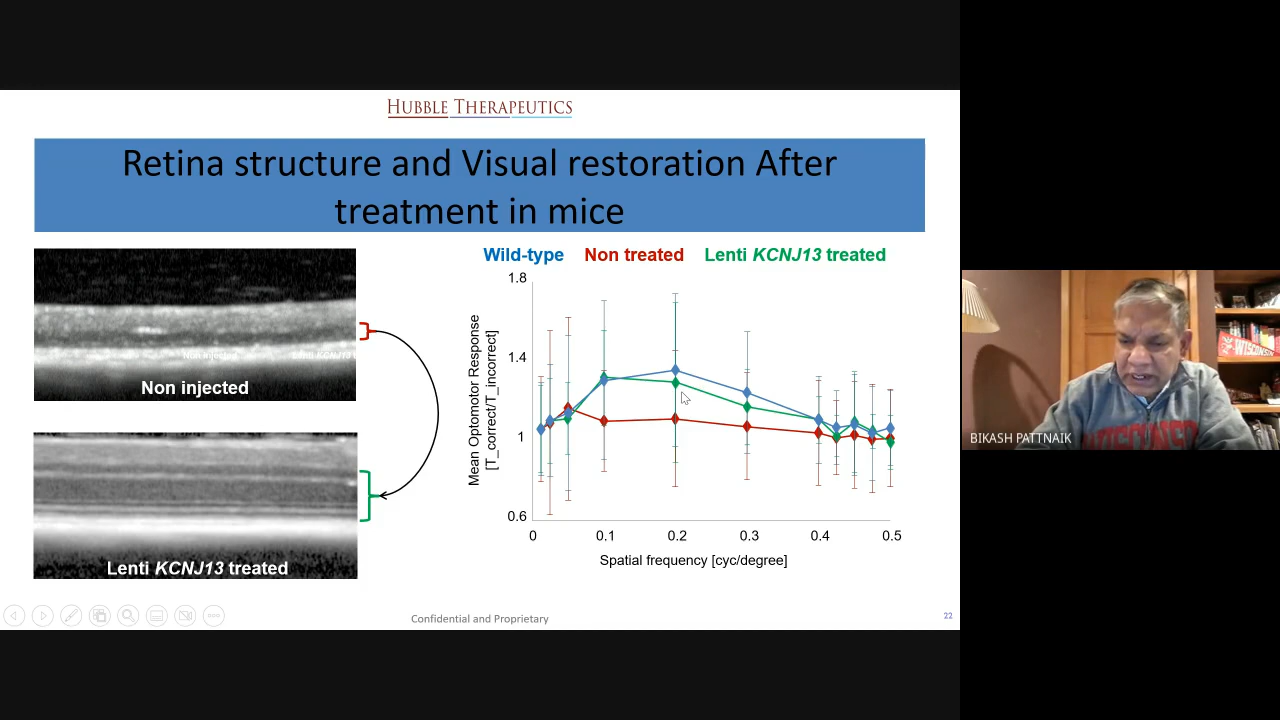 HUBBLE THERAPEUTICS
Retina structure and Visual restoration After
treatment in mice
Non injected
Lenti KCNJ13 treated
Wild-type Non treated Lenti KCNJ13 treated
1.8
1.4
1
0.6
Mean Optomotor Response
[T_correct/T_incorrect]
0 0.1 0.2 0.3 0.4 0.5
Spatial frequency [cyc/degree]
Confidential and Proprietary
22
WISCONSIN
BIKASH PATTNAIK